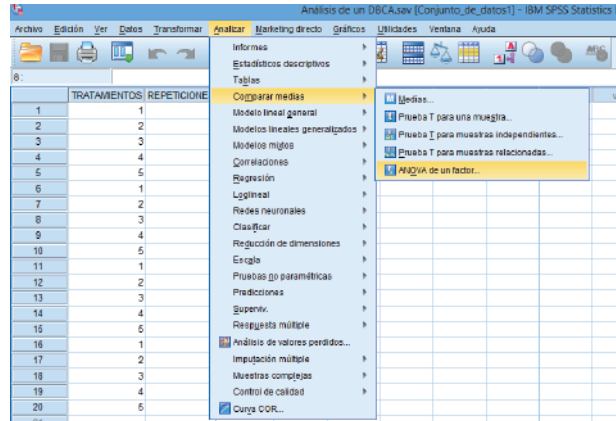 Análisis de un DBCA.sav [Conjunto_de_datos1] - IBM SPSS Statistics
Archivo Edición Ver Datos Transformar Analizar Marketing directo Gráficos Utilidades Ventana Ayuda
8:
TRATAMIENTOS REPETICIONE
Informes
Estadísticos descriptivos
Tablas
Comparar medias
Modelo lineal general
Modelos lineales generalizados
Modelos mixtos
Correlaciones
Regresión
Loglineal
Redes neuronales
Clasificar
Reducción de dimensiones
Escala
Pruebas no paramétricas
Predicciones
Superviv.
Respuesta múltiple
Análisis de valores perdidos...
Imputación múltiple
Muestras complejas
Control de calidad
Curva COR...
Medias...
Prueba T para una muestra...
Prueba T para muestras independientes...
Prueba T para muestras relacionadas...
ANOVA de un factor...
1 1
2 2
3 3
4 4
5 5
6 1
7 2
8 3
9 4
10 5
11 1
12 2
13 3
14 4
15 5
16 1
17 2
18 3
19 4
20 5